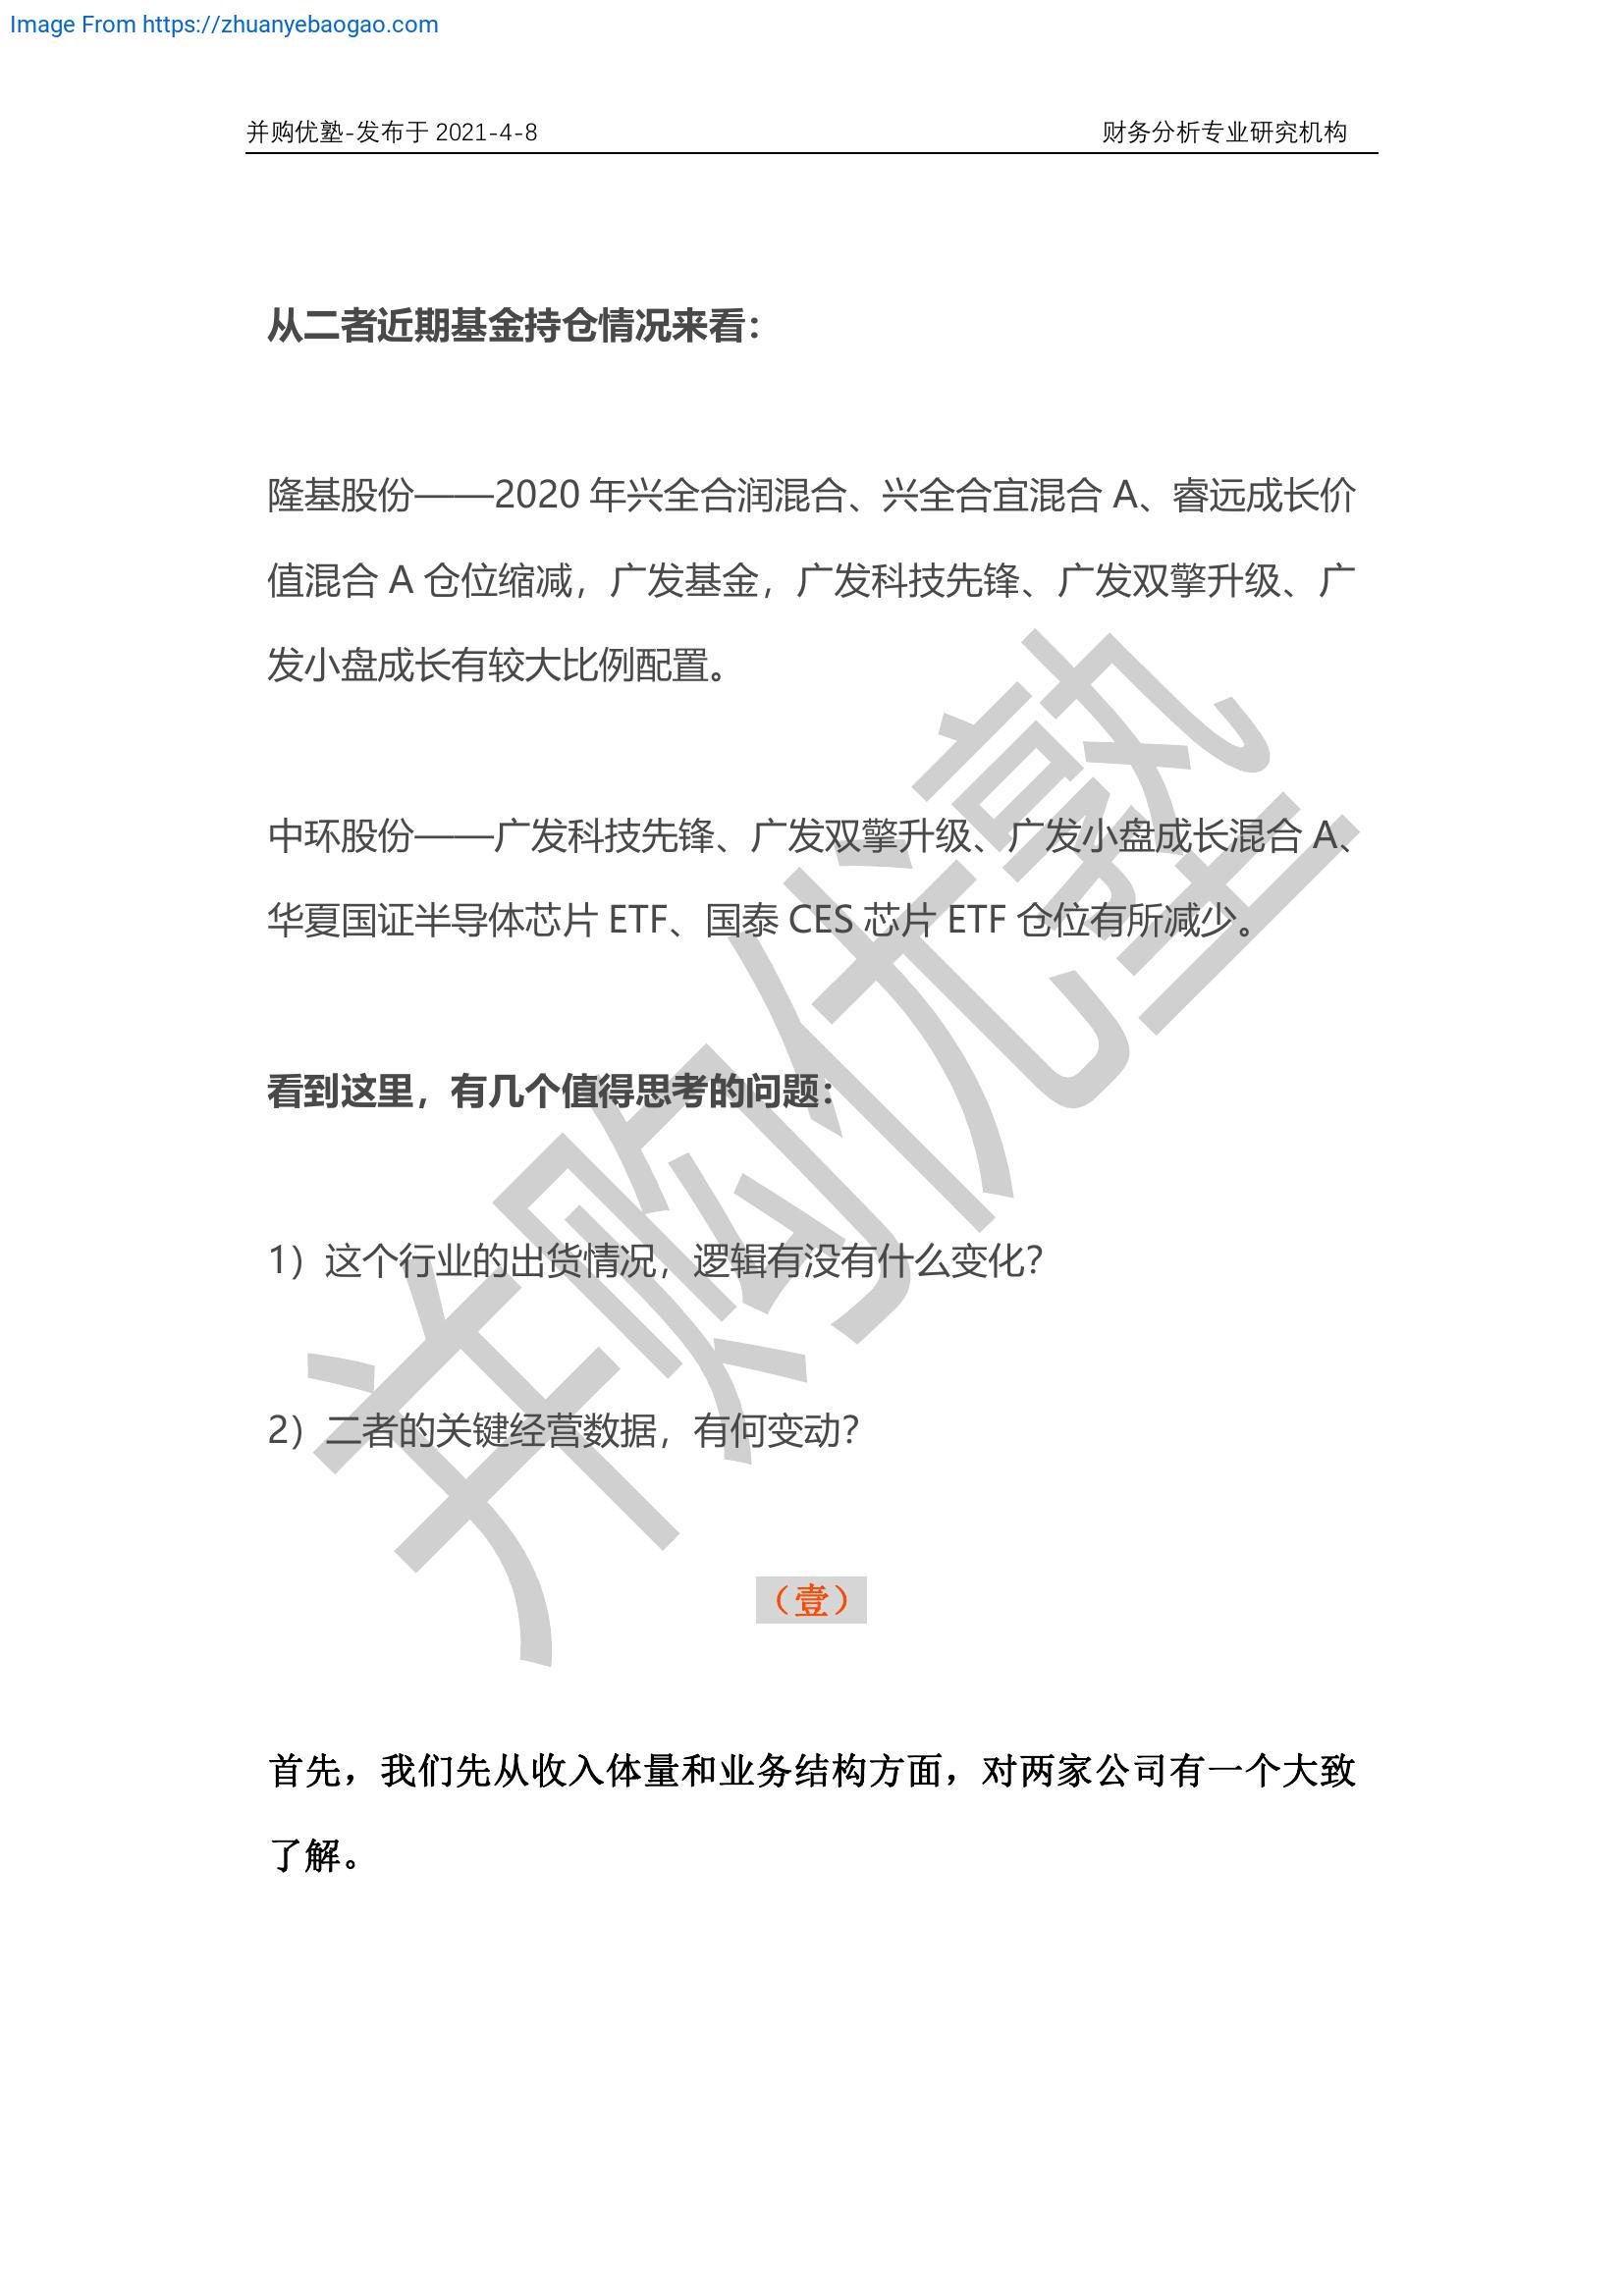 Image From https://zhuanyebaogao.com
并购优塾-发布于 2021-4-8 财务分析专业研究机构
从二者近期基金持仓情况来看：
隆基股份——2020 年兴全合润混合、兴全合宜混合 A、睿远成长价
值混合 A 仓位缩减，广发基金，广发科技先锋、广发双擎升级、广
发小盘成长有较大比例配置。
中环股份——广发科技先锋、广发双擎升级、广发小盘成长混合 A、
华夏国证半导体芯片 ETF、国泰 CES 芯片 ETF 仓位有所减少。
看到这里，有几个值得思考的问题：
1）这个行业的出货情况，逻辑有没有什么变化？
2）二者的关键经营数据，有何变动？
（壹）
首先，我们先从收入体量和业务结构方面，对两家公司有一个大致
了解。
并购优塾